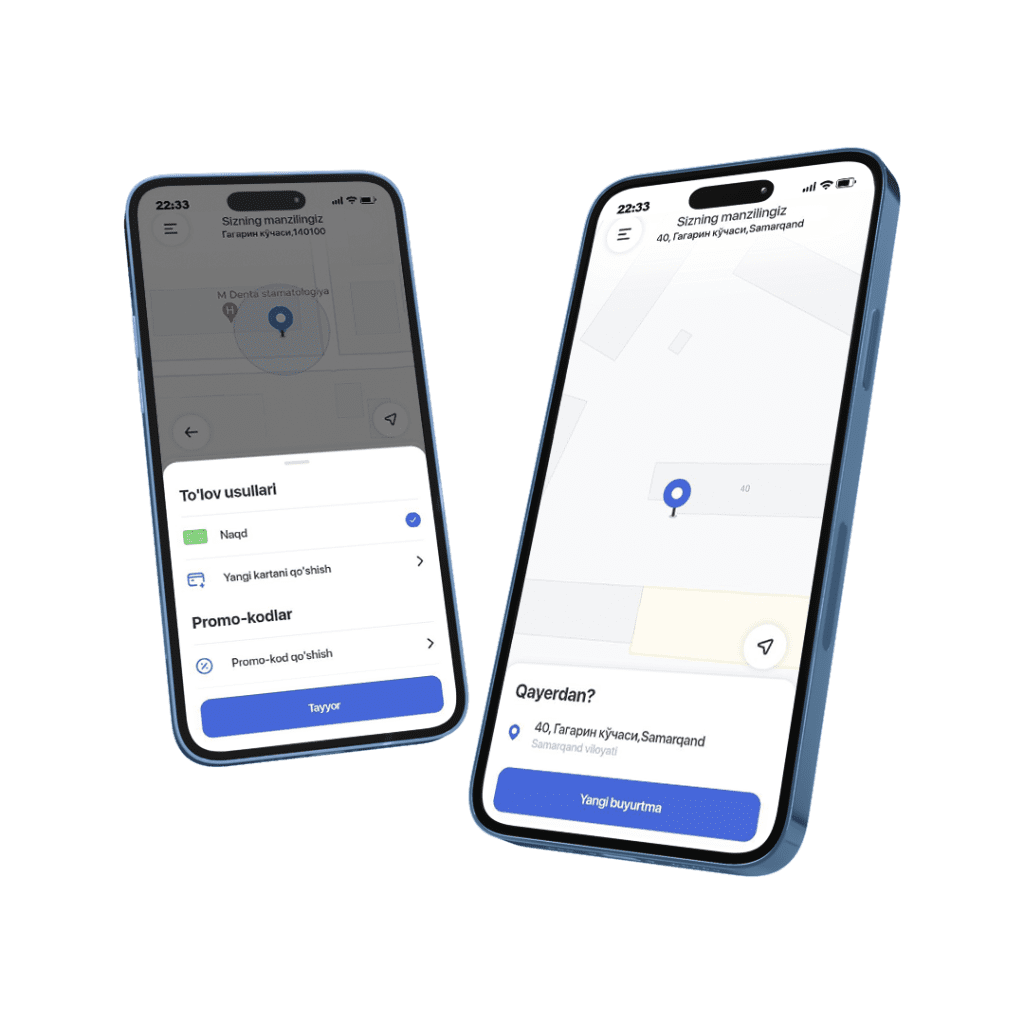 22:33
Sizning manzilingiz
Гагарин кўчаси,140100
M Denta stamatologiya
H
To'lov usullari
Naqd
Yangi kartani qo'shish
Promo-kodlar
Promo-kod qo'shish
Tayyor
22:33
Sizning manzilingiz
40, Гагарин кўчаси,Samarqand
40
Qayerdan?
40, Гагарин кўчаси,Samarqand
Samarqand viloyati
Yangi buyurtma